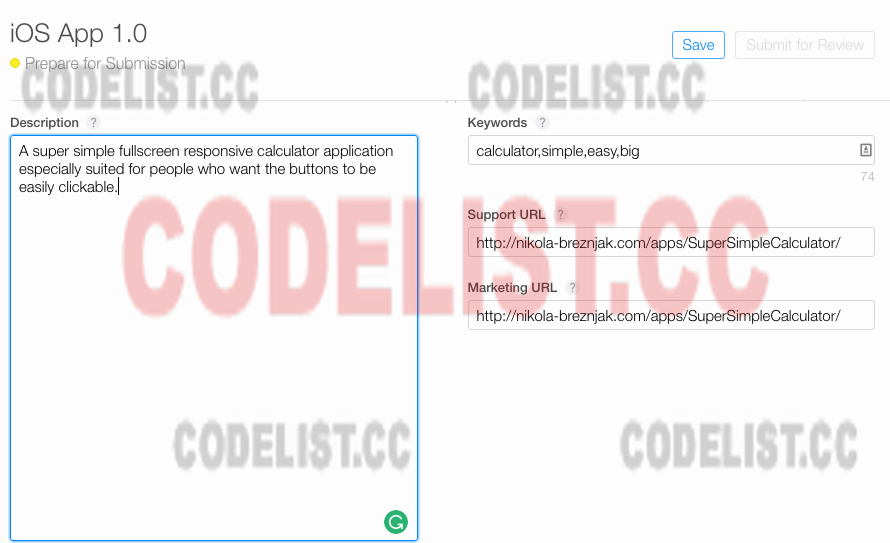 iOS App 1.0
Prepare for Submission
Save
Submit for Review
CODELIST.CC
CODELIST.CC
Description ?
A super simple fullscreen responsive calculator application
especially suited for people who want the buttons to be
easily clickable.
Keywords ?
calculator,simple,easy,big
74
Support URL ?
http://nikola-breznjak.com/apps/SuperSimpleCalculator/
Marketing URL ?
http://nikola-breznjak.com/apps/SuperSimpleCalculator/
CODELIST.CC
CODELIST.CC
CODELIST.CC